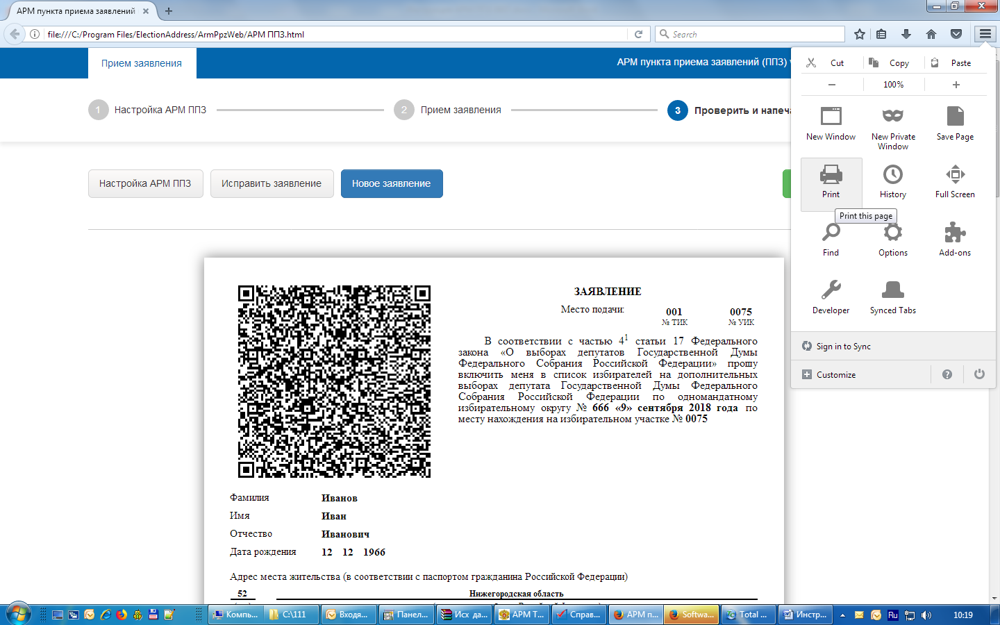 АРМ пункта приема заявлений
file:///C:/Program Files/ElectionAddress/ArmPpzWeb/АРМ ППЗ.html
Search
Прием заявления
АРМ пункта приема заявлений (ППЗ)
1 Настройка АРМ ППЗ
2 Прием заявления
3 Проверить и напеча
Настройка АРМ ППЗ
Исправить заявление
Новое заявление
Cut
Copy
Paste
100%
New Window
New Private Window
Save Page
Print
History
Full Screen
Print this page
Find
Options
Add-ons
Developer
Synced Tabs
Sign in to Sync
Customize
ЗАЯВЛЕНИЕ
Место подачи:
001
0075
№ ТИК
№ УИК
В соответствии с частью 4¹ статьи 17 Федерального
закона «О выборах депутатов Государственной Думы
Федерального Собрания Российской Федерации» прошу
включить меня в список избирателей на дополнительных
выборах депутата Государственной Думы Федерального
Собрания Российской Федерации по одномандатному
избирательному округу № 666 «9» сентября 2018 года по
месту нахождения на избирательном участке № 0075
Фамилия Иванов
Имя Иван
Отчество Иванович
Дата рождения 12 12 1966
Адрес места жительства (в соответствии с паспортом гражданина Российской Федерации)
52 Нижегородская область
Компь...
C:\111
Входя...
Панел...
Исх да...
АРМ Т...
Справ...
АРМ п...
Softwa...
Total ...
Инстр...
Ru
10:19